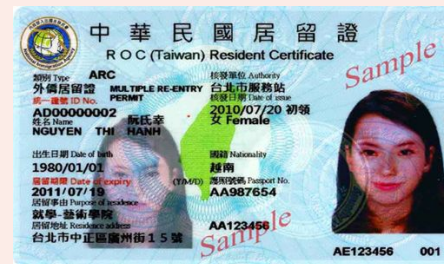 中華民國居留證
ROC (Taiwan) Resident Certificate
Sample
類別 Type ARC
核發單位 Authority
外僑居留證 MULTIPLE RE-ENTRY PERMIT
台北市服務站
統一證號 ID No.
核發日期 Date of issue
AD00000002
2010/07/20 初領
姓名 Name 阮氏幸
女 Female
NGUYEN THI HANH
出生日期 Date of birth
國籍 Nationality
1980/01/01
越南
居留期限 Date of expiry (Y/M/D)
護照號碼 Passport No.
2011/07/19
AA987654
居留事由 Purpose of residence
就學-藝術學院
居留地址 Residence address
AA123456
台北市中正區廣州街15號
Sample
AE123456 001